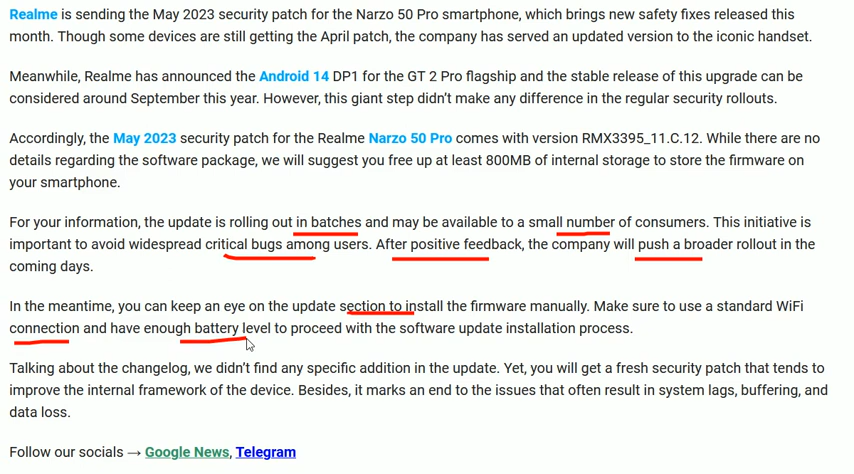 Realme is sending the May 2023 security patch for the Narzo 50 Pro smartphone, which brings new safety fixes released this
month. Though some devices are still getting the April patch, the company has served an updated version to the iconic handset.
Meanwhile, Realme has announced the Android 14 DP1 for the GT 2 Pro flagship and the stable release of this upgrade can be
considered around September this year. However, this giant step didn't make any difference in the regular security rollouts.
Accordingly, the May 2023 security patch for the Realme Narzo 50 Pro comes with version RMX3395_11.C.12. While there are no
details regarding the software package, we will suggest you free up at least 800MB of internal storage to store the firmware on
your smartphone.
For your information, the update is rolling out in batches and may be available to a small number of consumers. This initiative is
important to avoid widespread critical bugs among users. After positive feedback, the company will push a broader rollout in the
coming days.
In the meantime, you can keep an eye on the update section to install the firmware manually. Make sure to use a standard WiFi
connection and have enough battery level to proceed with the software update installation process.
Talking about the changelog, we didn't find any specific addition in the update. Yet, you will get a fresh security patch that tends to
improve the internal framework of the device. Besides, it marks an end to the issues that often result in system lags, buffering, and
data loss.
Follow our socials → Google News, Telegram